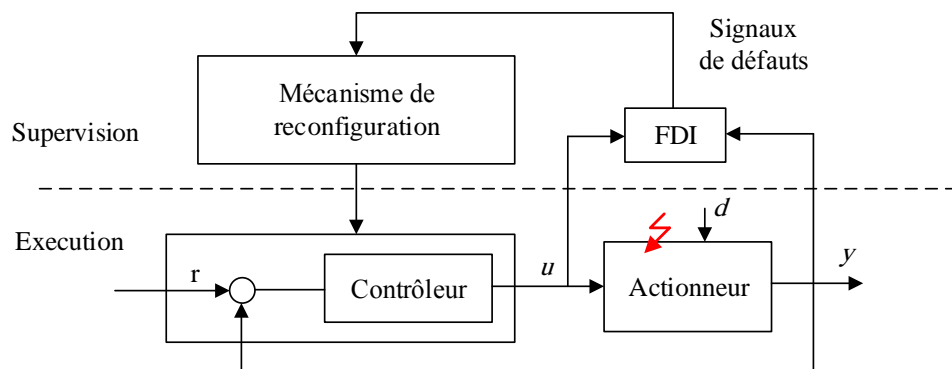 Signaux
de défauts
Mécanisme de
reconfiguration
Supervision
FDI
Execution
d
r
Contrôleur
u
Actionneur
y